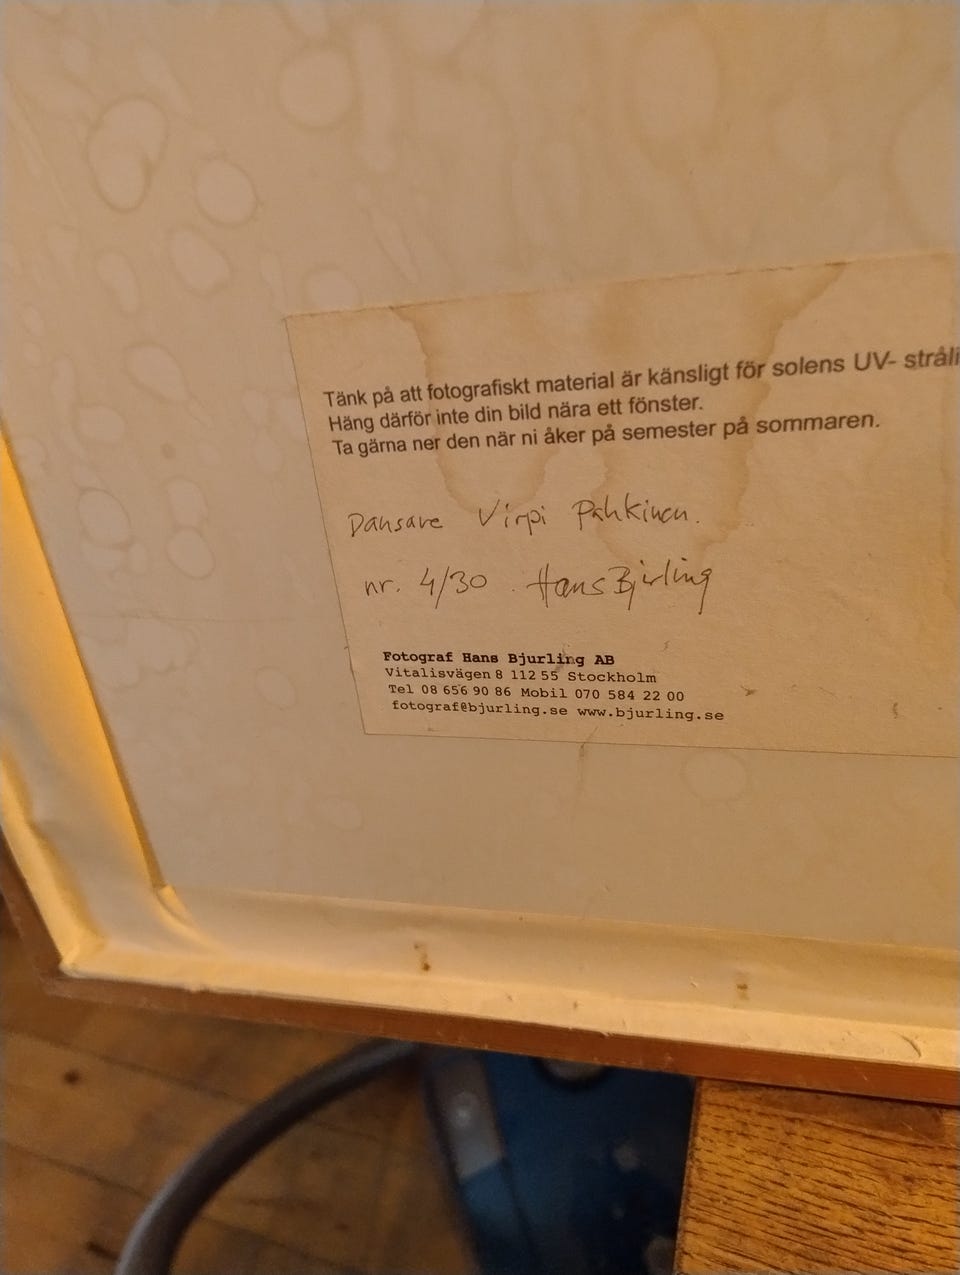 Tänk på att fotografiskt material är känsligt för solens UV- stråli
Häng därför inte din bild nära ett fönster.
Ta gärna ner den när ni åker på semester på sommaren.
Dansare Virpi Pahkinen.
nr. 4/30 . Hans Bjurling
Fotograf Hans Bjurling AB
Vitalisvägen 8 112 55 Stockholm
Tel 08 656 90 86 Mobil 070 584 22 00
fotograf@bjurling.se www.bjurling.se